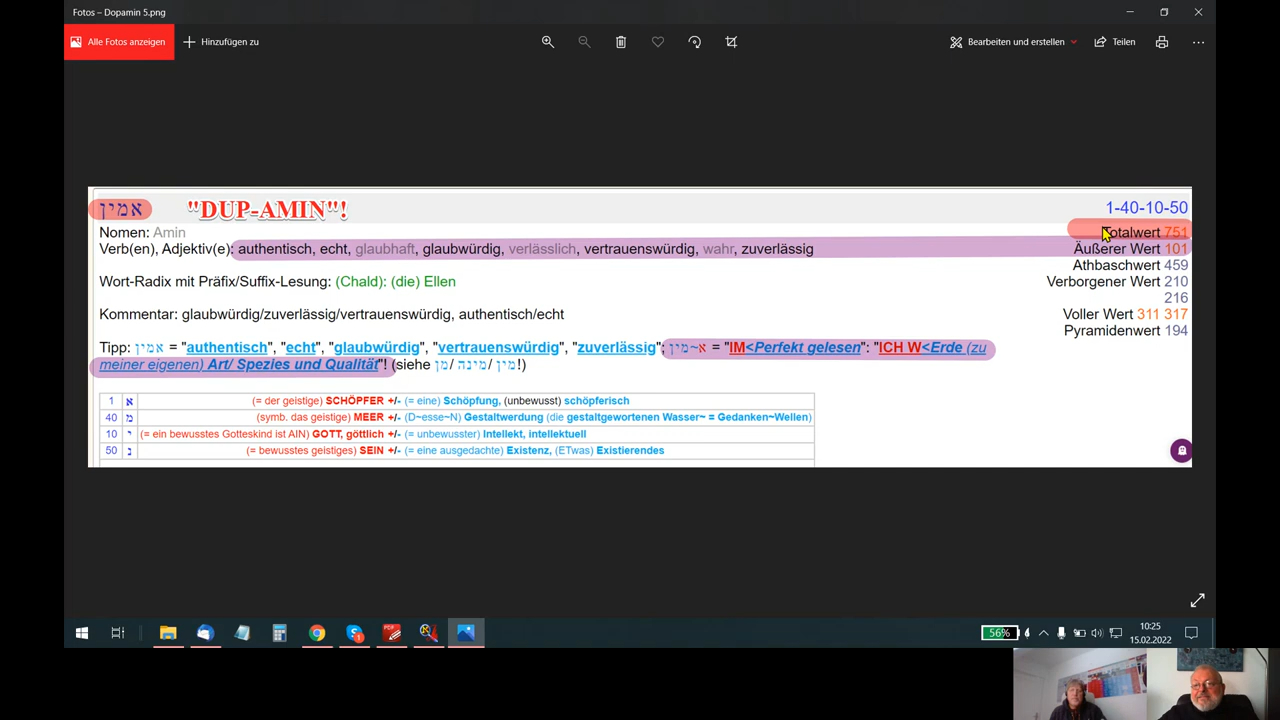 Fotos – Dopamin 5.png
Alle Fotos anzeigen Hinzufügen zu Bearbeiten und erstellen Teilen
אמין "DUP-AMIN"! 1-40-10-50
Nomen: Amin Totalwert 751
Verb(en), Adjektiv(e): authentisch, echt, glaubhaft, glaubwürdig, verlässlich, vertrauenswürdig, wahr, zuverlässig Äußerer Wert 101
Athbaschwert 459
Wort-Radix mit Präfix/Suffix-Lesung: (Chald): (die) Ellen Verborgener Wert 210
216
Kommentar: glaubwürdig/zuverlässig/vertrauenswürdig, authentisch/echt Voller Wert 311 317
Pyramidenwert 194
Tipp: אמין = "authentisch", "echt", "glaubwürdig", "vertrauenswürdig", "zuverlässig"; א~מין = "IM<Perfekt gelesen": "ICH W<Erde (zu
meiner eigenen) Art/ Spezies und Qualität"! (siehe מין/ מינה/ מן!)
1 א (= der geistige) SCHÖPFER +/- (= eine) Schöpfung, (unbewusst) schöpferisch
40 מ (symb. das geistige) MEER +/- (D~esse~N) Gestaltwerdung (die gestaltgewortenen Wasser~ = Gedanken~Wellen)
10 י (= ein bewusstes Gotteskind ist AIN) GOTT, göttlich +/- (= unbewusster) Intellekt, intellektuell
50 נ (= bewusstes geistiges) SEIN +/- (= eine ausgedachte) Existenz, (ETwas) Existierendes
56% 10:25
15.02.2022